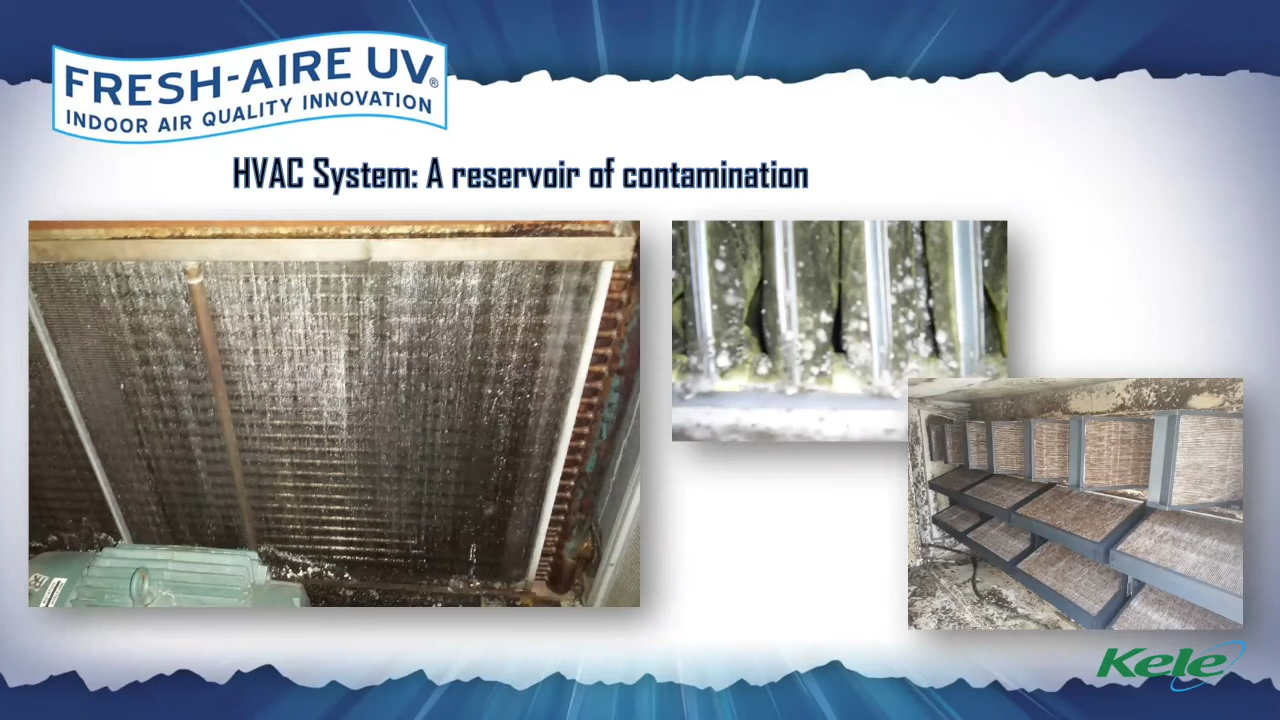 FRESH-AIRE UV®
INDOOR AIR QUALITY INNOVATION
HVAC System: A reservoir of contamination
Kele